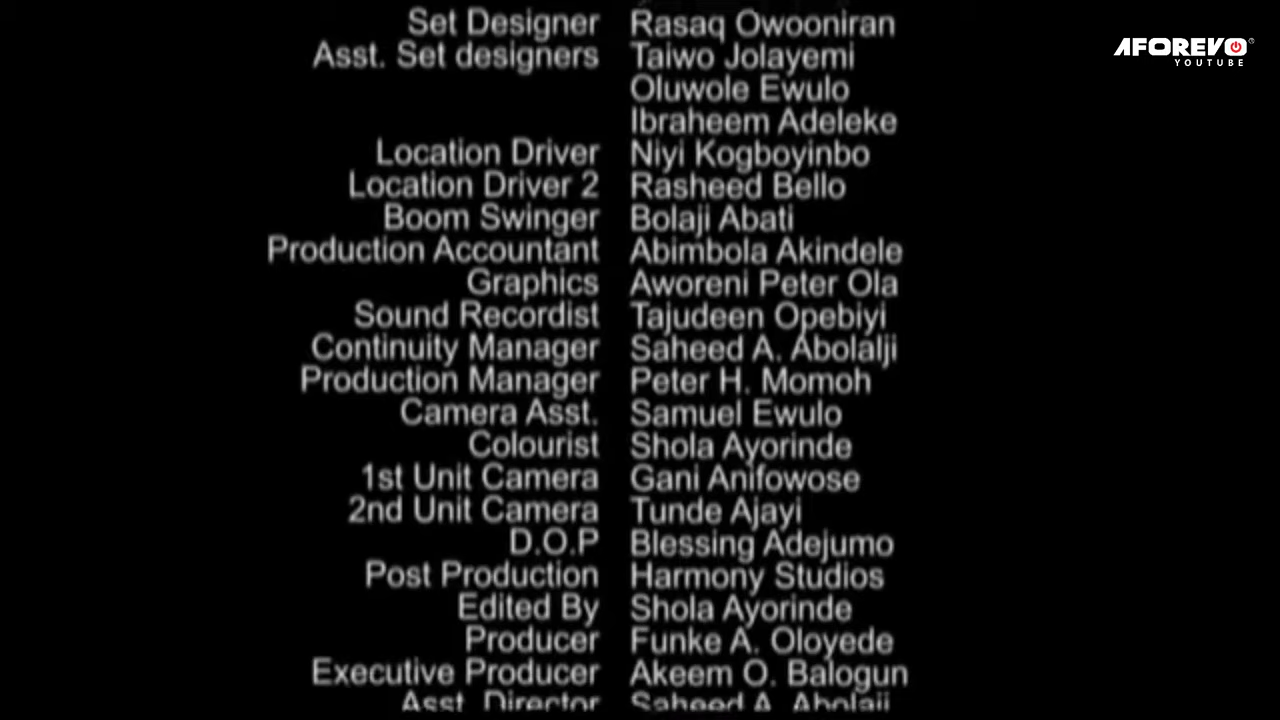 Set Designer Rasaq Owooniran
Asst. Set designers Taiwo Jolayemi
Oluwole Ewulo
Ibraheem Adeleke
Location Driver Niyi Kogboyinbo
Location Driver 2 Rasheed Bello
Boom Swinger Bolaji Abati
Production Accountant Abimbola Akindele
Graphics Aworeni Peter Ola
Sound Recordist Tajudeen Opebiyi
Continuity Manager Saheed A. Abolalji
Production Manager Peter H. Momoh
Camera Asst. Samuel Ewulo
Colourist Shola Ayorinde
1st Unit Camera Gani Anifowose
2nd Unit Camera Tunde Ajayi
D.O.P Blessing Adejumo
Post Production Harmony Studios
Edited By Shola Ayorinde
Producer Funke A. Oloyede
Executive Producer Akeem O. Balogun
Asst. Director Saheed A. Abolaji
AFOREVO
YOUTUBE